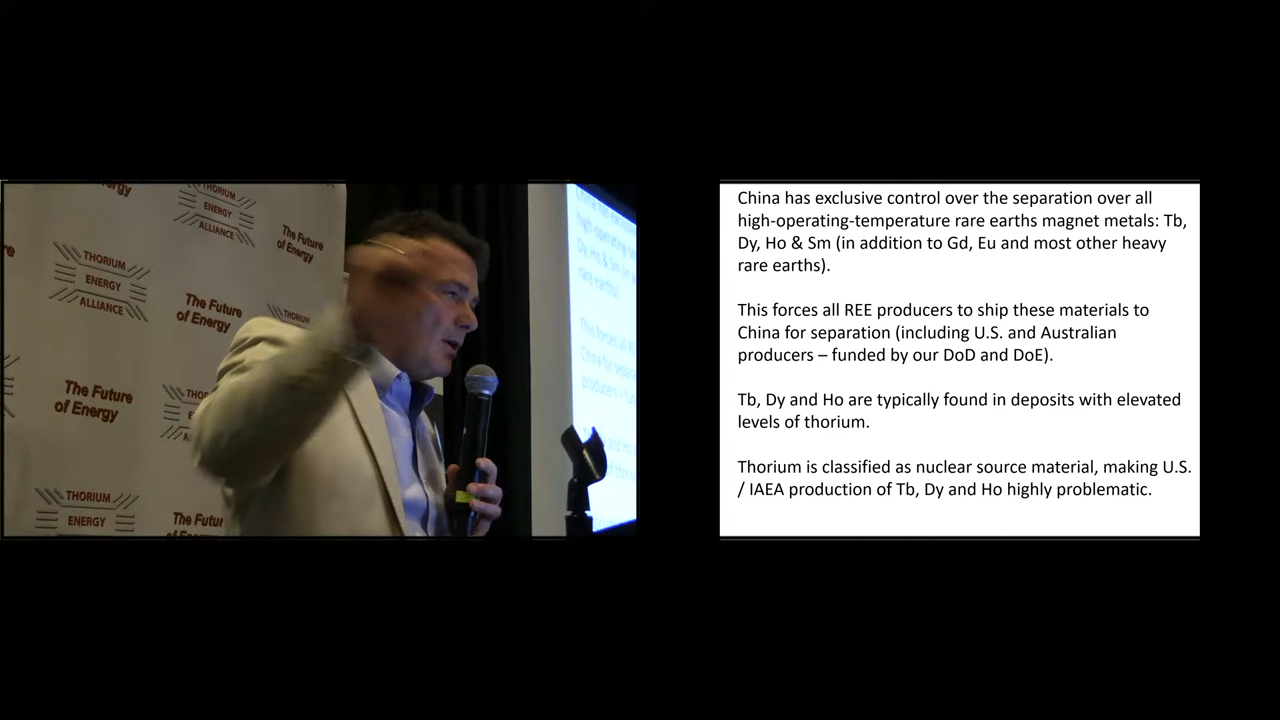 THORIUM
ENERGY
ALLIANCE
The Future
of Energy
THORIUM
ENERGY
ALLIANCE
The Future
of Energy
THORIUM
The Future
of Energy
THORIUM
ENERGY
China has exclusive control over the separation over all
high-operating-temperature rare earths magnet metals: Tb,
Dy, Ho & Sm (in addition to Gd, Eu and most other heavy
rare earths).
This forces all REE producers to ship these materials to
China for separation (including U.S. and Australian
producers – funded by our DoD and DoE).
Tb, Dy and Ho are typically found in deposits with elevated
levels of thorium.
Thorium is classified as nuclear source material, making U.S.
/ IAEA production of Tb, Dy and Ho highly problematic.